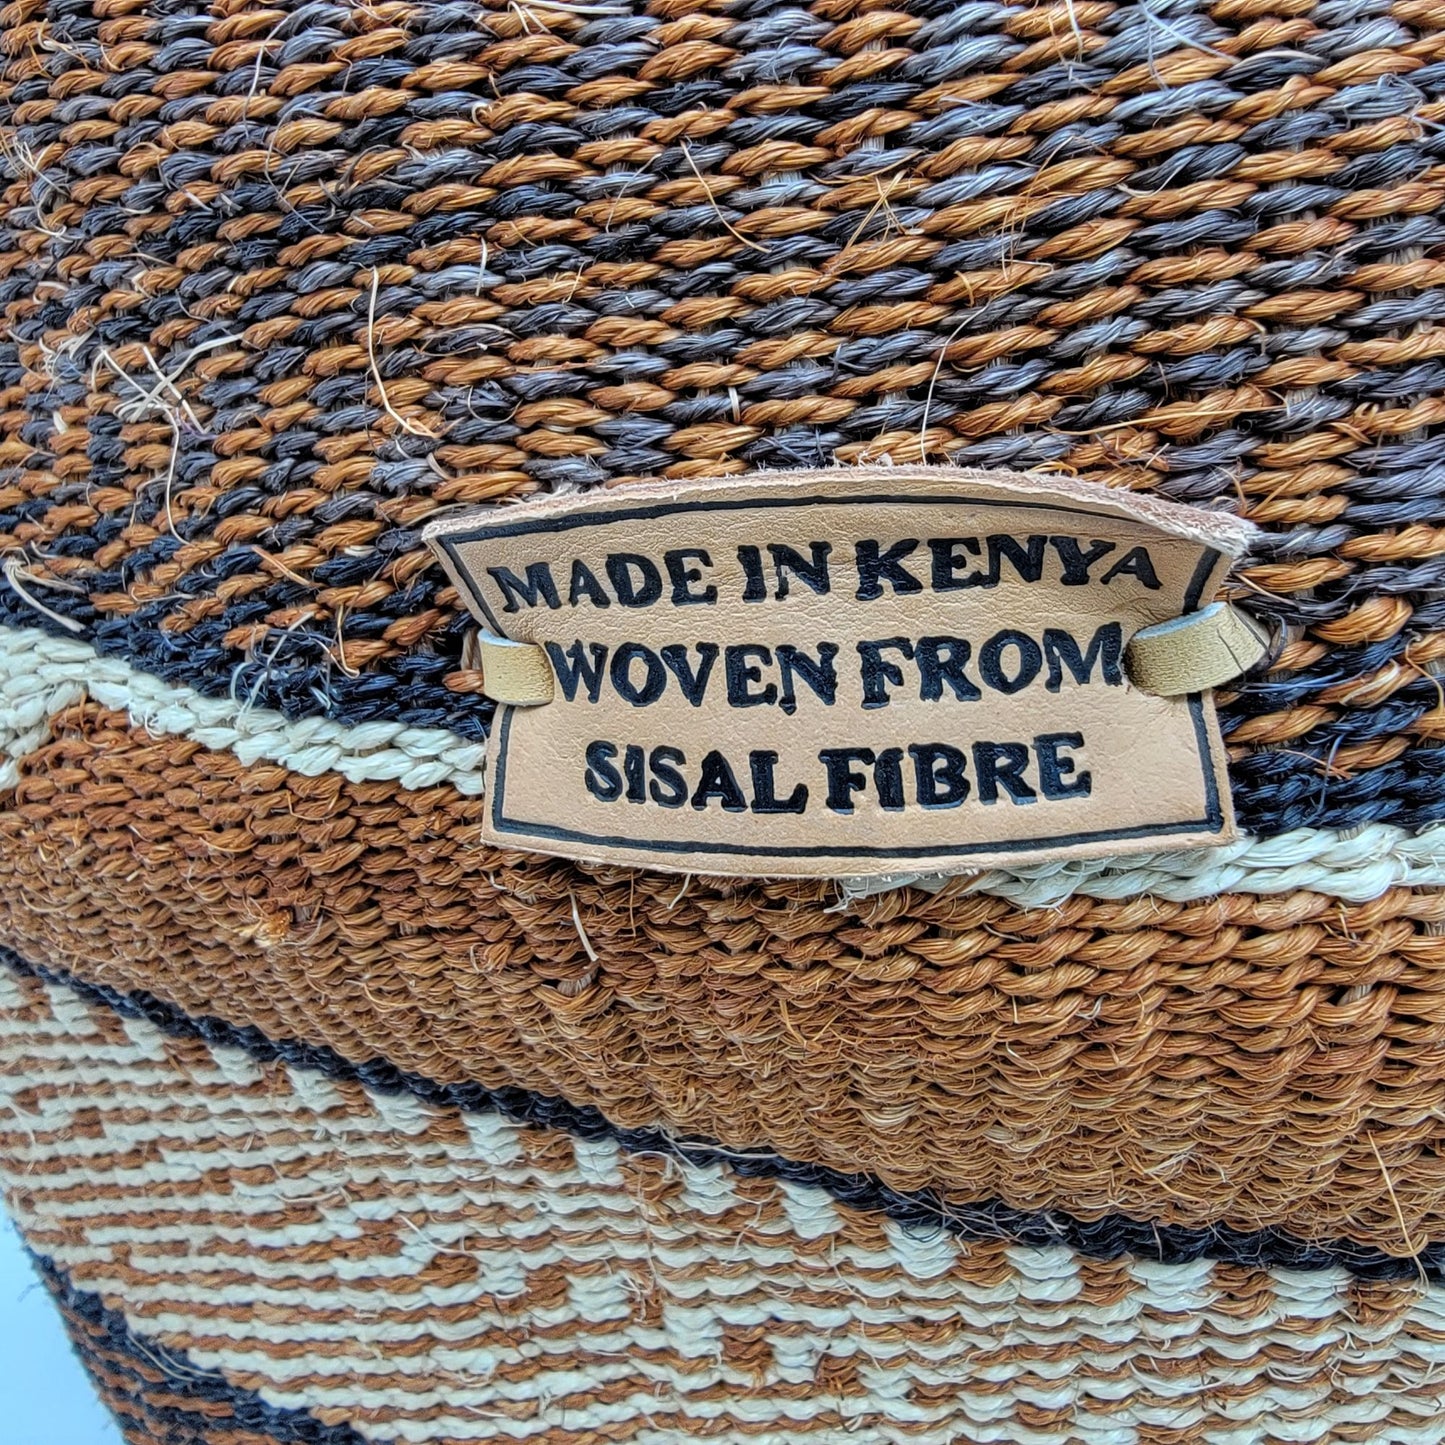 MADE IN KENYA
WOVEN FROM
SISAL FIBRE